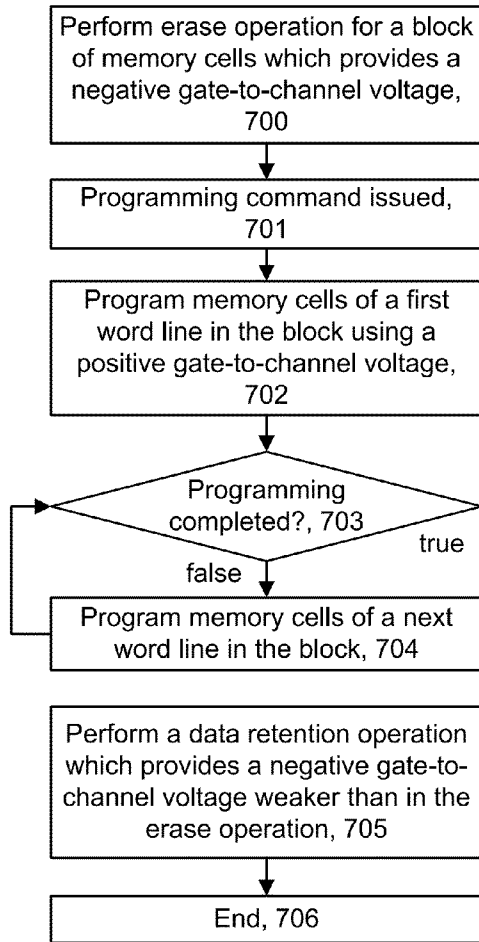 Perform erase operation for a block
of memory cells which provides a
negative gate-to-channel voltage,
700
Programming command issued,
701
Program memory cells of a first
word line in the block using a
positive gate-to-channel voltage,
702
Programming
completed?, 703
true
false
Program memory cells of a next
word line in the block, 704
Perform a data retention operation
which provides a negative gate-to-
channel voltage weaker than in the
erase operation, 705
End, 706